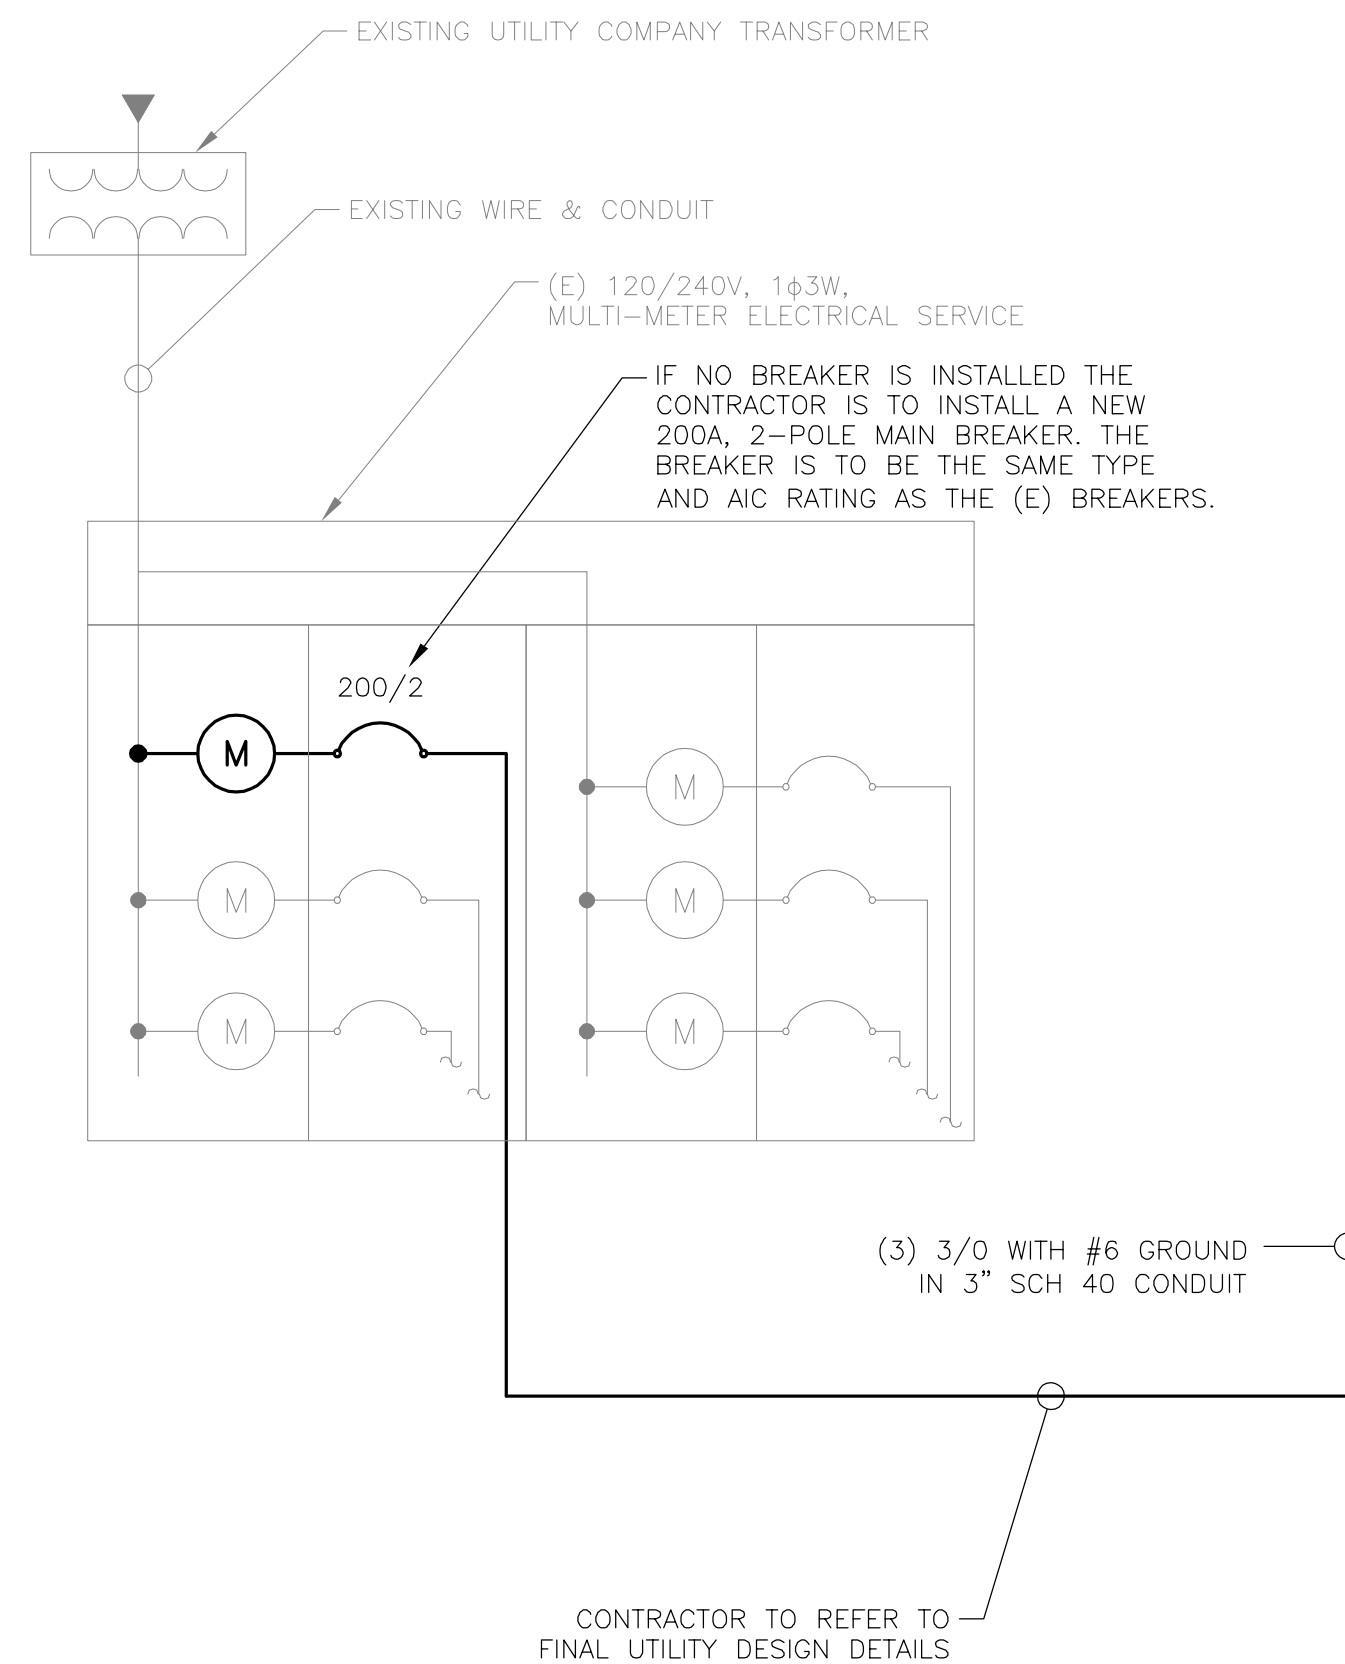 EXISTING UTILITY COMPANY TRANSFORMER
EXISTING WIRE & CONDUIT
(E) 120/240V, 1ϕ3W,
MULTI-METER ELECTRICAL SERVICE
IF NO BREAKER IS INSTALLED THE
CONTRACTOR IS TO INSTALL A NEW
200A, 2-POLE MAIN BREAKER. THE
BREAKER IS TO BE THE SAME TYPE
AND AIC RATING AS THE (E) BREAKERS.
200/2
M
M
M
M
M
M
(3) 3/0 WITH #6 GROUND
IN 3" SCH 40 CONDUIT
CONTRACTOR TO REFER TO
FINAL UTILITY DESIGN DETAILS